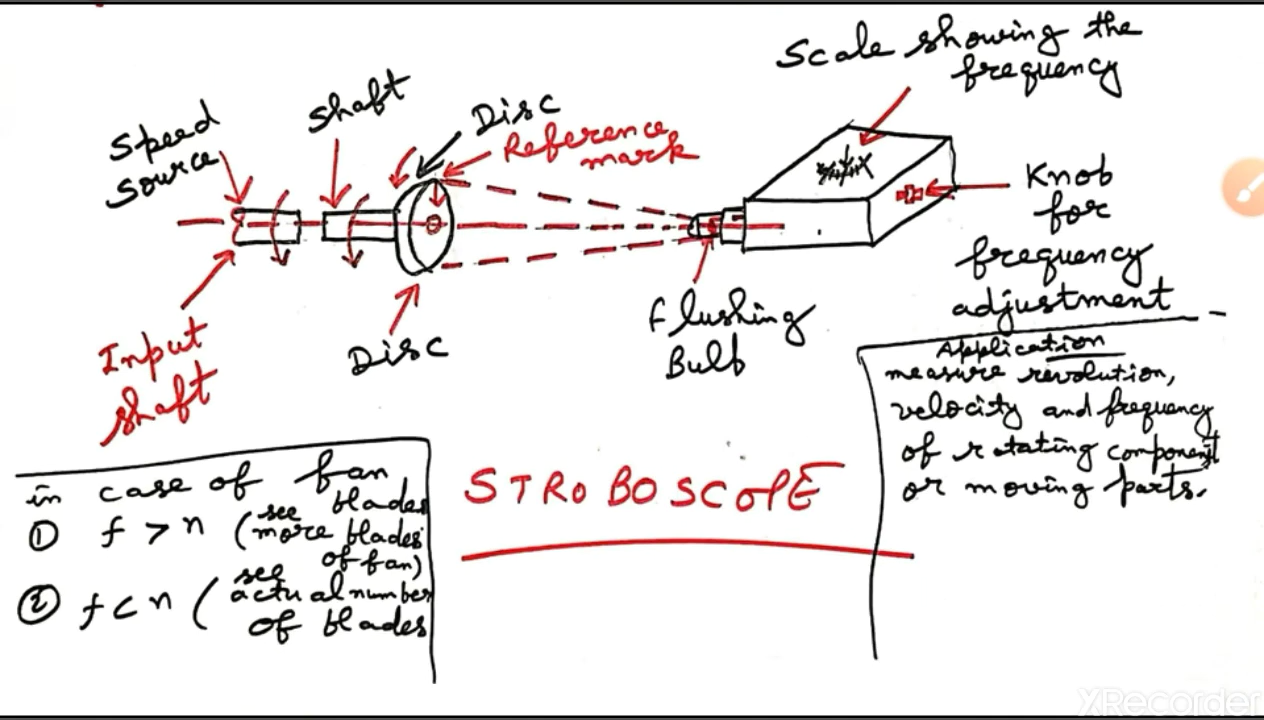 Scale showing the
frequency
Speed
source
Shaft
Disc
Reference
mark
Knob
for
frequency
adjustment
Input
shaft
Disc
flushing
Bulb
Application
measure revolution,
velocity and frequency
of rotating component
or moving parts.
STROBOSCOPE
in case of fan
blades
① f > n (see
more blades
of fan)
② f < n (see
actual number
of blades
XRecorder